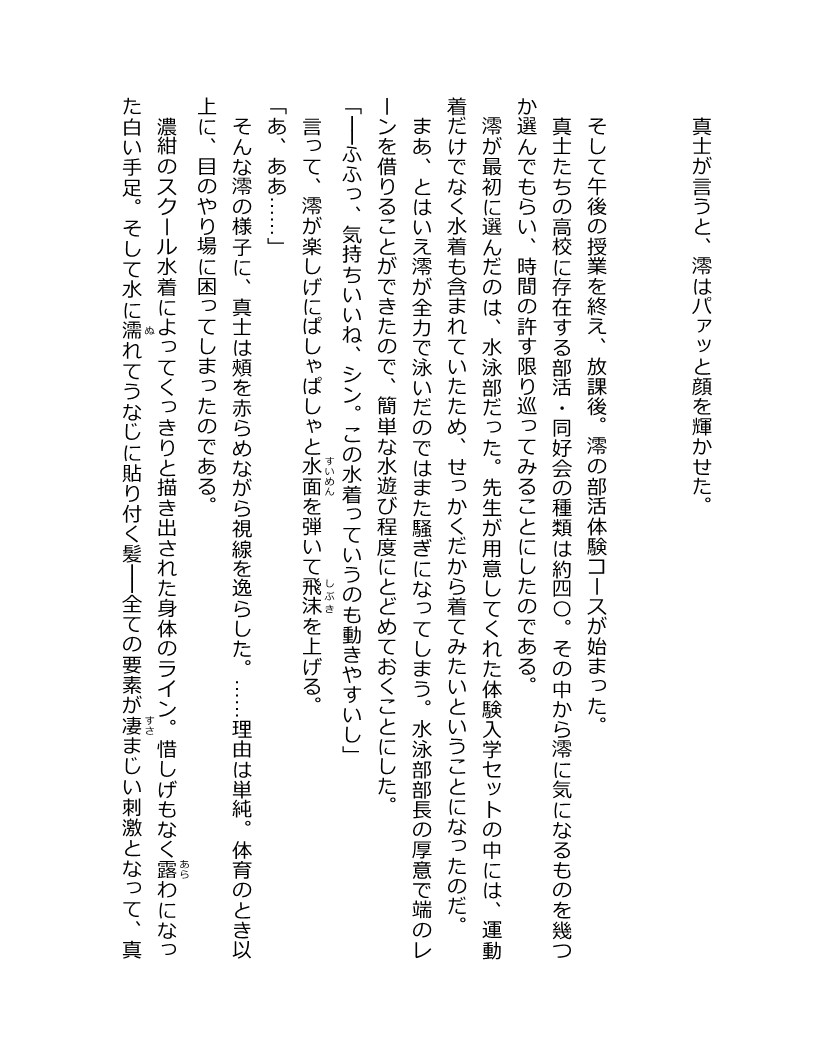 真士が言うと、澪はパァッと顔を輝かせた。
そして午後の授業を終え、放課後。澪の部活体験コースが始まった。
真士たちの高校に存在する部活・同好会の種類は約四〇。その中から澪に気になるものを幾つ
か選んでもらい、時間の許す限り巡ってみることにしたのである。
澪が最初に選んだのは、水泳部だった。先生が用意してくれた体験入学セットの中には、運動
着だけでなく水着も含まれていたため、せっかくだから着てみたいということになったのだ。
まあ、とはいえ澪が全力で泳いだのではまた騒ぎになってしまう。水泳部部長の厚意で端のレ
ーンを借りることができたので、簡単な水遊び程度にとどめておくことにした。
「──ふふっ、気持ちいいね、シン。この水着っていうのも動きやすいし」
言って、澪が楽しげにぱしゃぱしゃと水面すいめんを弾いて飛沫しぶきを上げる。
「あ、ああ……」
そんな澪の様子に、真士は頰を赤らめながら視線を逸らした。……理由は単純。体育のとき以
上に、目のやり場に困ってしまったのである。
濃紺のスクール水着によってくっきりと描き出された身体のライン。惜しげもなく露あらわになっ
た白い手足。そして水に濡ぬれてうなじに貼り付く髪──全ての要素が凄すさまじい刺激となって、真